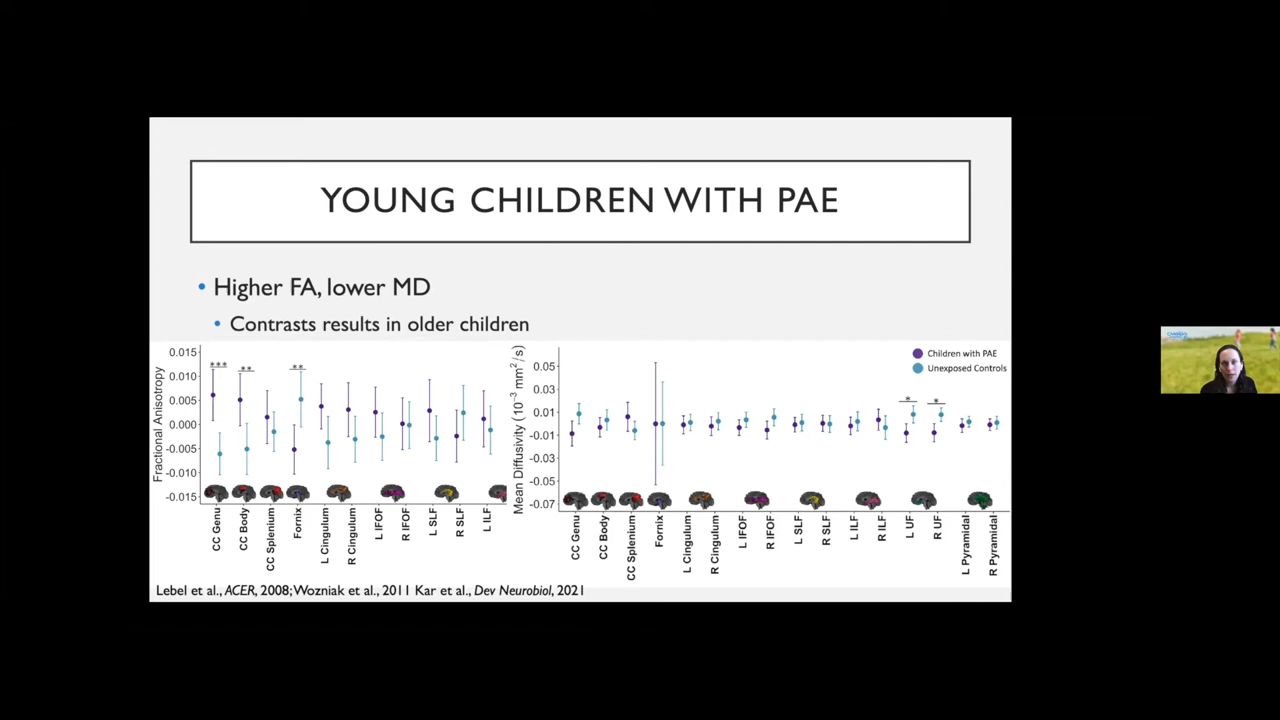 YOUNG CHILDREN WITH PAE
• Higher FA, lower MD
• Contrasts results in older children
Fractional Anisotropy
0.015
0.010
0.005
0.000
-0.005
-0.010
-0.015
***
**
**
CC Genu
CC Body
CC Splenium
Fornix
L Cingulum
R Cingulum
L IFOF
R IFOF
L SLF
R SLF
L ILF
Mean Diffusivity (10⁻³ mm²/s)
0.05
0.03
0.01
-0.01
-0.03
-0.05
-0.07
Children with PAE
Unexposed Controls
*
*
CC Genu
CC Body
CC Splenium
Fornix
L Cingulum
R Cingulum
L IFOF
R IFOF
L SLF
R SLF
L ILF
R ILF
L UF
R UF
L Pyramidal
R Pyramidal
Lebel et al., ACER, 2008; Wozniak et al., 2011 Kar et al., Dev Neurobiol, 2021